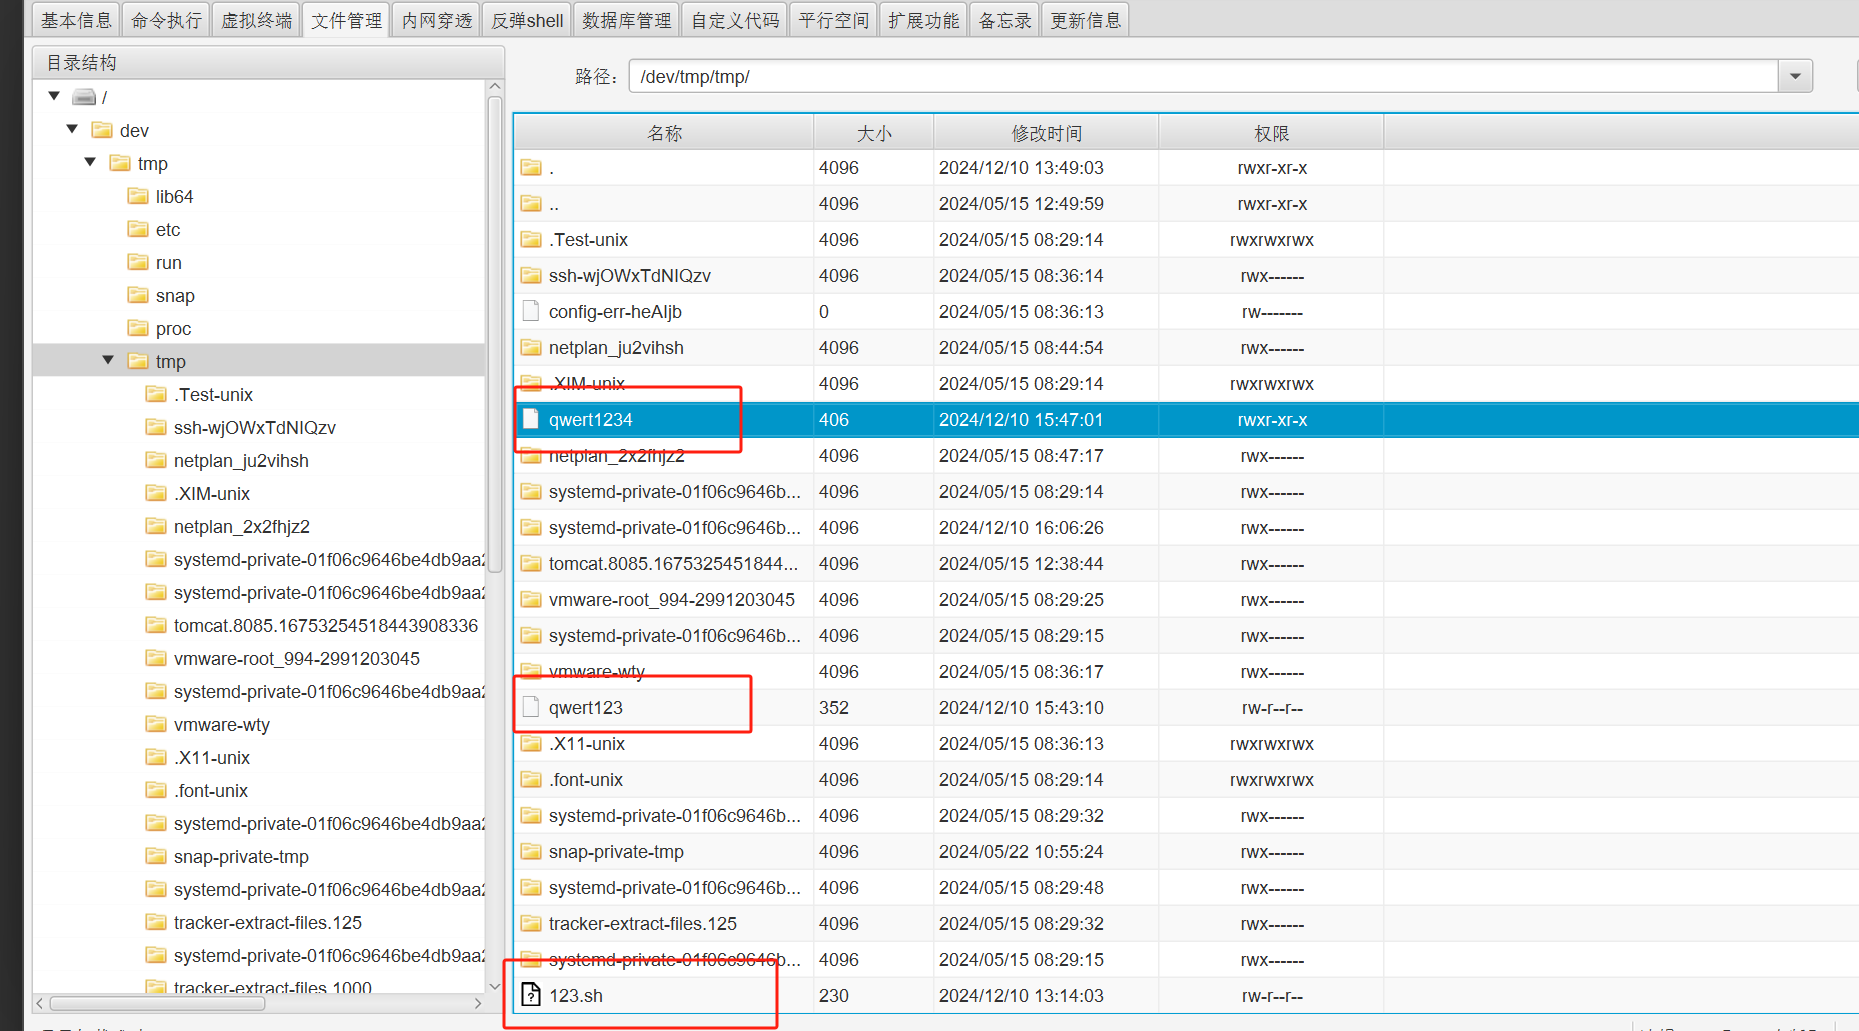 基本信息 命令执行 虚拟终端 文件管理 内网穿透 反弹shell 数据库管理 自定义代码 平行空间 扩展功能 备忘录 更新信息
目录结构
/
dev
tmp
lib64
etc
run
snap
proc
tmp
.Test-unix
ssh-wjOWxTdNIQzv
netplan_ju2vihsh
.XIM-unix
netplan_2x2fhjz2
systemd-private-01f06c9646be4db9aa2
systemd-private-01f06c9646be4db9aa2
tomcat.8085.16753254518443908336
vmware-root_994-2991203045
systemd-private-01f06c9646be4db9aa2
vmware-wty
.X11-unix
.font-unix
systemd-private-01f06c9646be4db9aa2
snap-private-tmp
systemd-private-01f06c9646be4db9aa2
tracker-extract-files.125
systemd-private-01f06c9646be4db9aa2
tracker-extract-files.1000
路径: /dev/tmp/tmp/
名称 大小 修改时间 权限
. 4096 2024/12/10 13:49:03 rwxr-xr-x
.. 4096 2024/05/15 12:49:59 rwxr-xr-x
.Test-unix 4096 2024/05/15 08:29:14 rwxrwxrwx
ssh-wjOWxTdNIQzv 4096 2024/05/15 08:36:14 rwx------
config-err-heAIjb 0 2024/05/15 08:36:13 rw-------
netplan_ju2vihsh 4096 2024/05/15 08:44:54 rwx------
.XIM-unix 4096 2024/05/15 08:29:14 rwxrwxrwx
qwert1234 406 2024/12/10 15:47:01 rwxr-xr-x
netplan_2x2fhjz2 4096 2024/05/15 08:47:17 rwx------
systemd-private-01f06c9646b... 4096 2024/05/15 08:29:14 rwx------
systemd-private-01f06c9646b... 4096 2024/12/10 16:06:26 rwx------
tomcat.8085.1675325451844... 4096 2024/05/15 12:38:44 rwx------
vmware-root_994-2991203045 4096 2024/05/15 08:29:25 rwx------
systemd-private-01f06c9646b... 4096 2024/05/15 08:29:15 rwx------
vmware-wty 4096 2024/05/15 08:36:17 rwx------
qwert123 352 2024/12/10 15:43:10 rw-r--r--
.X11-unix 4096 2024/05/15 08:36:13 rwxrwxrwx
.font-unix 4096 2024/05/15 08:29:14 rwxrwxrwx
systemd-private-01f06c9646b... 4096 2024/05/15 08:29:32 rwx------
snap-private-tmp 4096 2024/05/22 10:55:24 rwx------
systemd-private-01f06c9646b... 4096 2024/05/15 08:29:48 rwx------
tracker-extract-files.125 4096 2024/05/15 08:29:32 rwx------
systemd-private-01f06c9646b... 4096 2024/05/15 08:29:15 rwx------
123.sh 230 2024/12/10 13:14:03 rw-r--r--